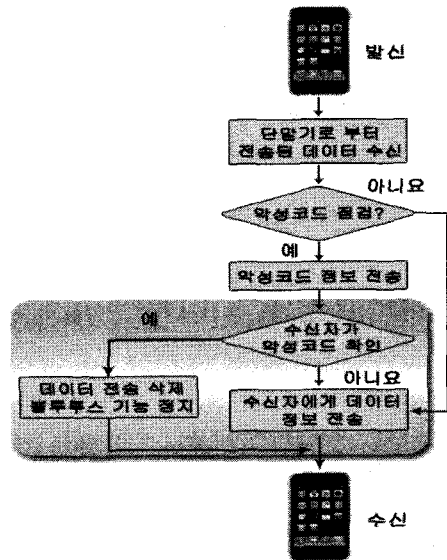 발신
단말기로 부터
전송된 데이터 수신
아니요
악성코드 점검?
예
악성코드 정보 전송
예
수신자가
악성코드 확인
아니요
데이터 전송 삭제
블루투스 기능 정지
수신자에게 데이터
정보 전송
수신